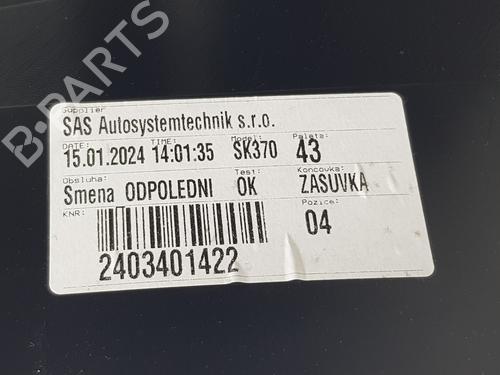 Supplier
SAS Autosystemtechnik s.r.o.
DATE: TIME: Model: Paleta:
15.01.2024 14:01:35 SK370 43
Obsluha: Test: Koncovka:
Smena ODPOLEDNI OK ZASUVKA
KNR: Pozice:
04
2403401422
B-PARTS